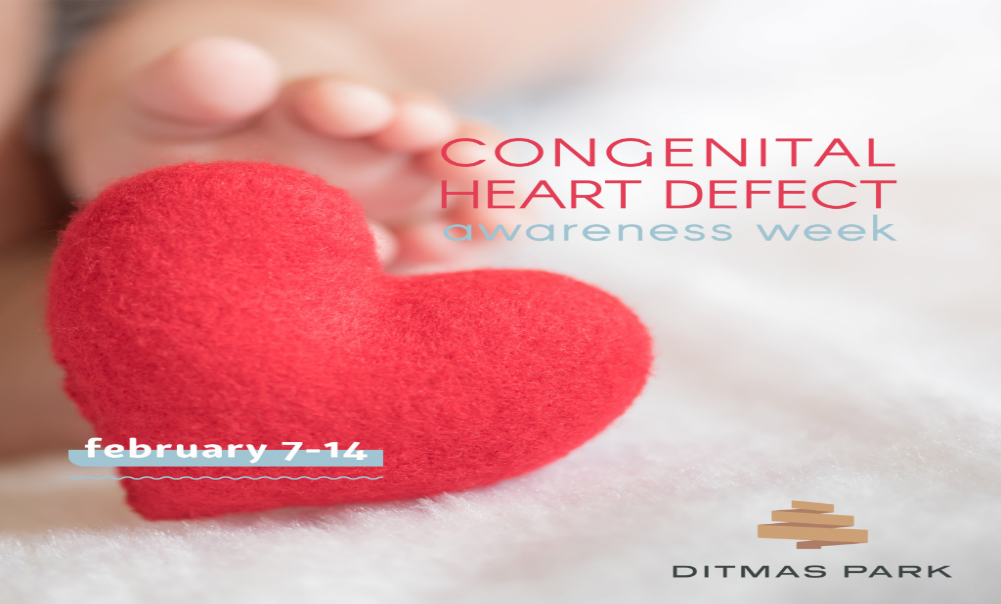 CONGENITAL
HEART DEFECT
awareness week
february 7-14
DITMAS PARK